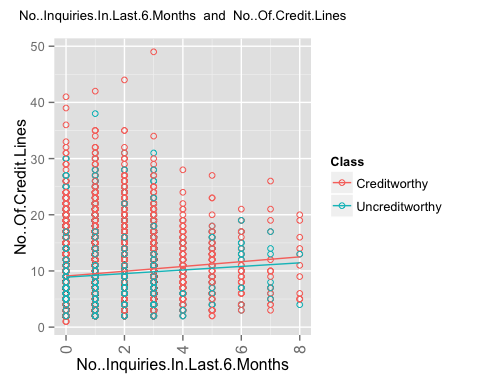 No..Inquiries.In.Last.6.Months and No..Of.Credit.Lines
50
40
30
20
10
0
No..Of.Credit.Lines
0 2 4 6 8
No..Inquiries.In.Last.6.Months
Class
Creditworthy
Uncreditworthy